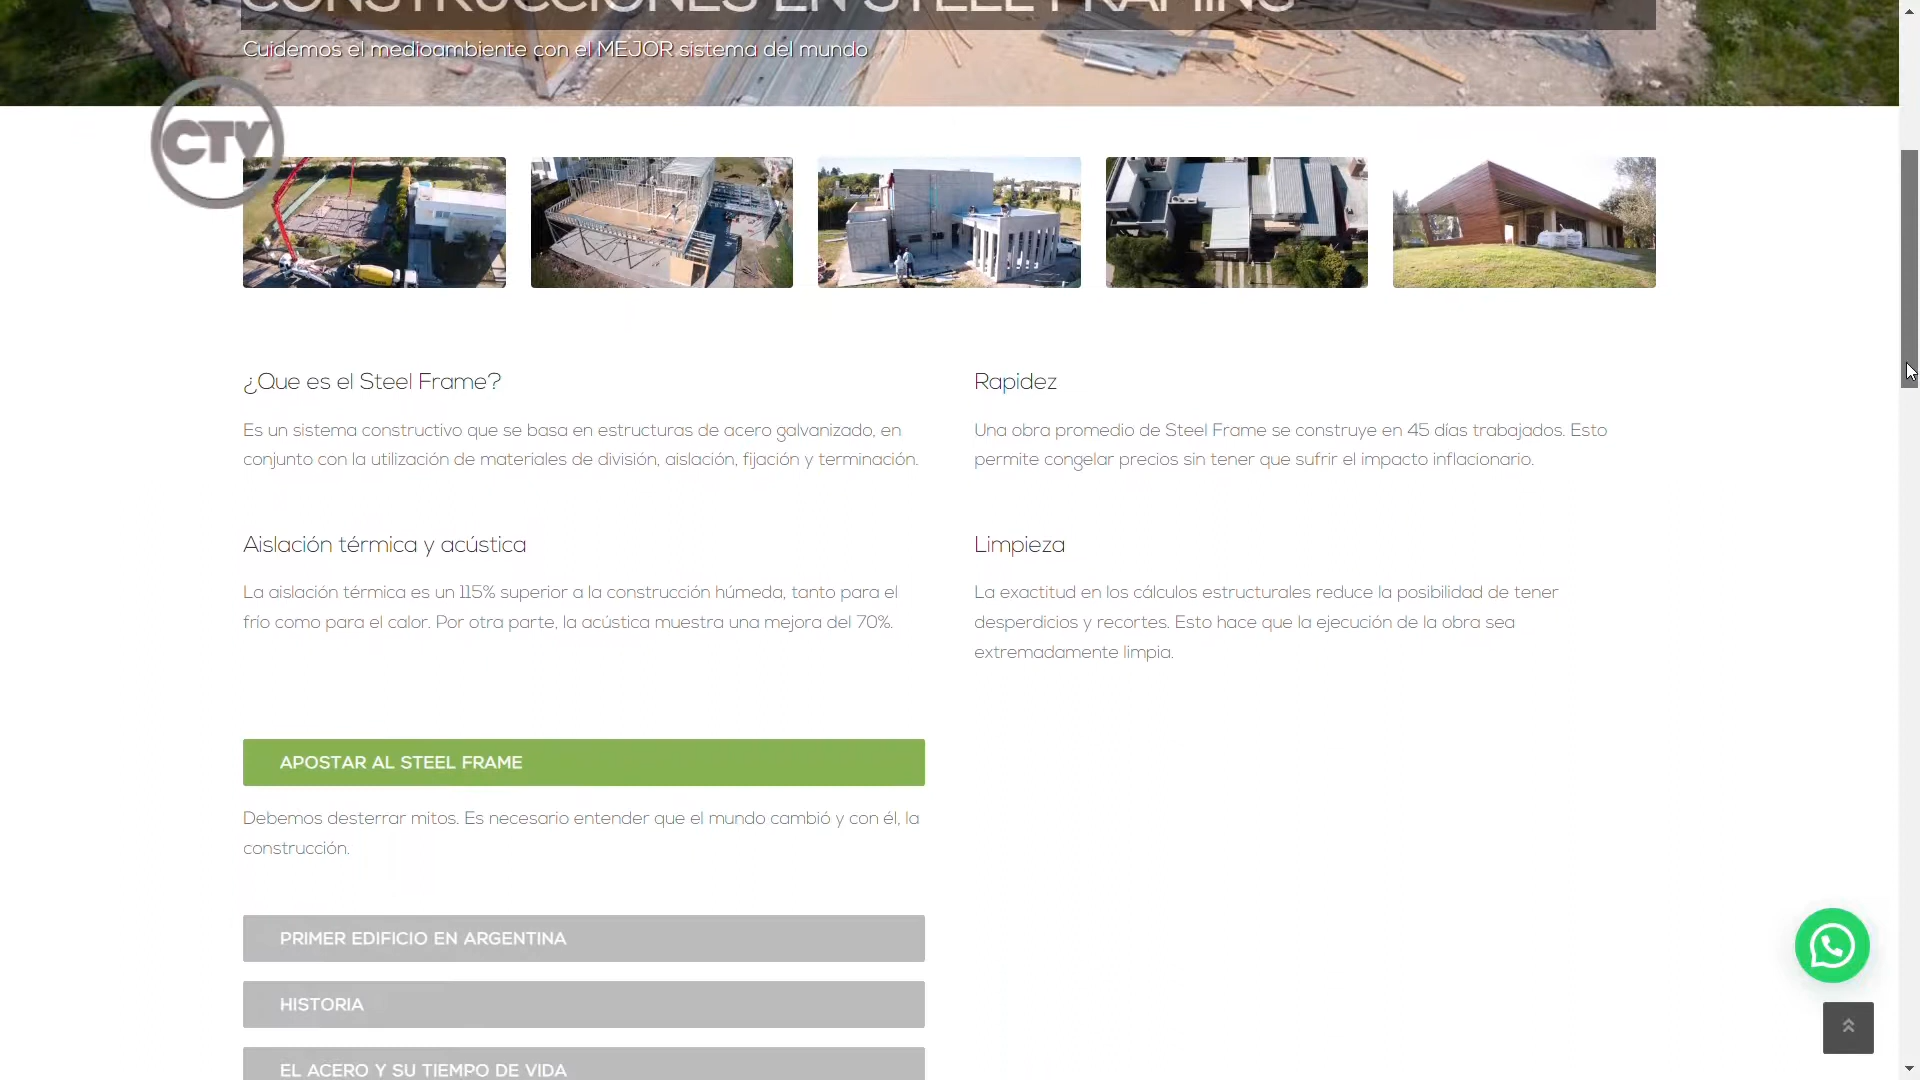 CONSTRUCCIONES EN STEEL FRAMING
Cuidemos el medioambiente con el MEJOR sistema del mundo
CTV
¿Que es el Steel Frame?
Es un sistema constructivo que se basa en estructuras de acero galvanizado, en
conjunto con la utilización de materiales de división, aislación, fijación y terminación.
Rapidez
Una obra promedio de Steel Frame se construye en 45 días trabajados. Esto
permite congelar precios sin tener que sufrir el impacto inflacionario.
Aislación térmica y acústica
La aislación térmica es un 115% superior a la construcción húmeda, tanto para el
frío como para el calor. Por otra parte, la acústica muestra una mejora del 70%.
Limpieza
La exactitud en los cálculos estructurales reduce la posibilidad de tener
desperdicios y recortes. Esto hace que la ejecución de la obra sea
extremadamente limpia.
APOSTAR AL STEEL FRAME
Debemos desterrar mitos. Es necesario entender que el mundo cambió y con él, la
construcción.
PRIMER EDIFICIO EN ARGENTINA
HISTORIA
EL ACERO Y SU TIEMPO DE VIDA